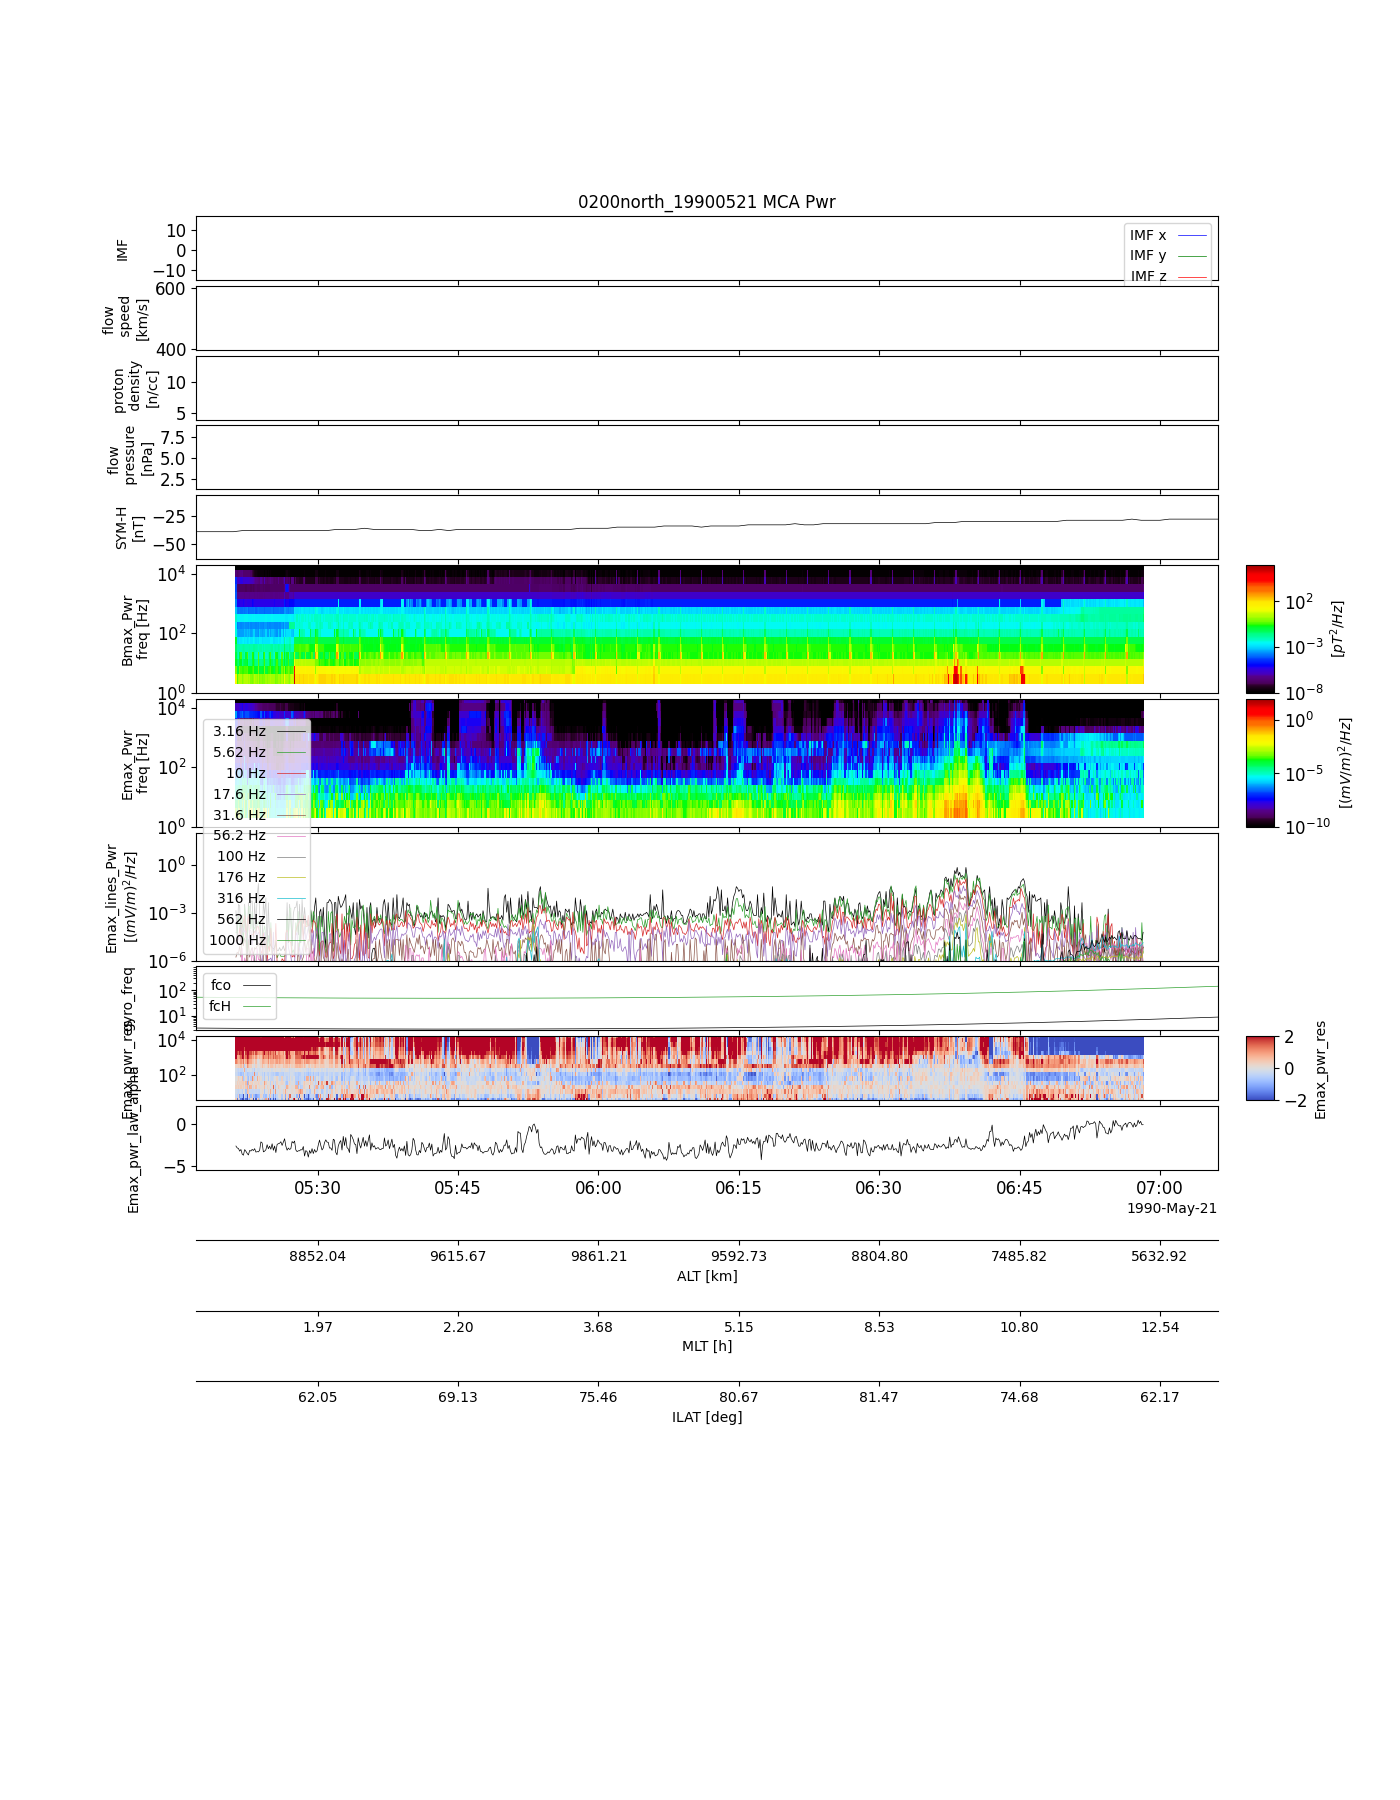 0200north_19900521 MCA Pwr
IMF
10
0
−10
IMF x
IMF y
IMF z
flow
speed
[km/s]
600
400
proton
density
[n/cc]
10
5
flow
pressure
[nPa]
7.5
5.0
2.5
SYM-H
[nT]
−25
−50
Bmax_Pwr
freq [Hz]
10^4
10^2
10^0
10^2
10^−3
10^−8
[pT^2/Hz]
Emax_Pwr
freq [Hz]
10^4
10^2
10^0
10^0
10^−5
10^−10
[(mV/m)^2/Hz]
3.16 Hz
5.62 Hz
10 Hz
17.6 Hz
31.6 Hz
56.2 Hz
100 Hz
176 Hz
316 Hz
562 Hz
1000 Hz
Emax_lines_Pwr
[(mV/m)^2/Hz]
10^0
10^−3
10^−6
gyro_freq
10^2
10^1
fco
fcH
Emax_pwr_res
10^4
10^2
2
0
−2
Emax_pwr_res
Emax_pwr_law_alpha
0
−5
05:30 05:45 06:00 06:15 06:30 06:45 07:00
1990-May-21
8852.04 9615.67 9861.21 9592.73 8804.80 7485.82 5632.92
ALT [km]
1.97 2.20 3.68 5.15 8.53 10.80 12.54
MLT [h]
62.05 69.13 75.46 80.67 81.47 74.68 62.17
ILAT [deg]